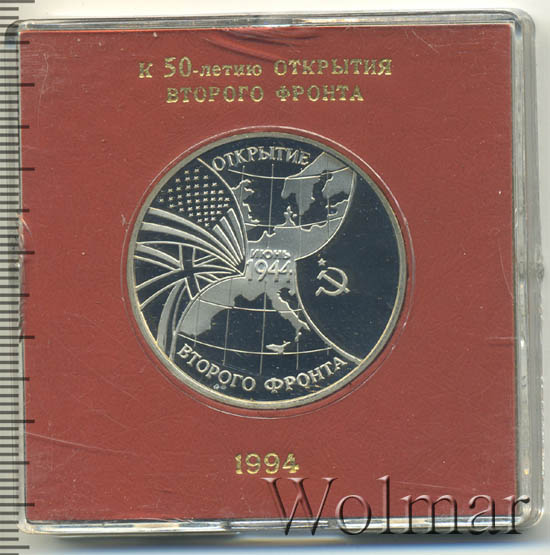 К 50-летию ОТКРЫТИЯ
ВТОРОГО ФРОНТА
ОТКРЫТИЕ
ИЮНЬ
1944
ВТОРОГО ФРОНТА
1994
Wolmar